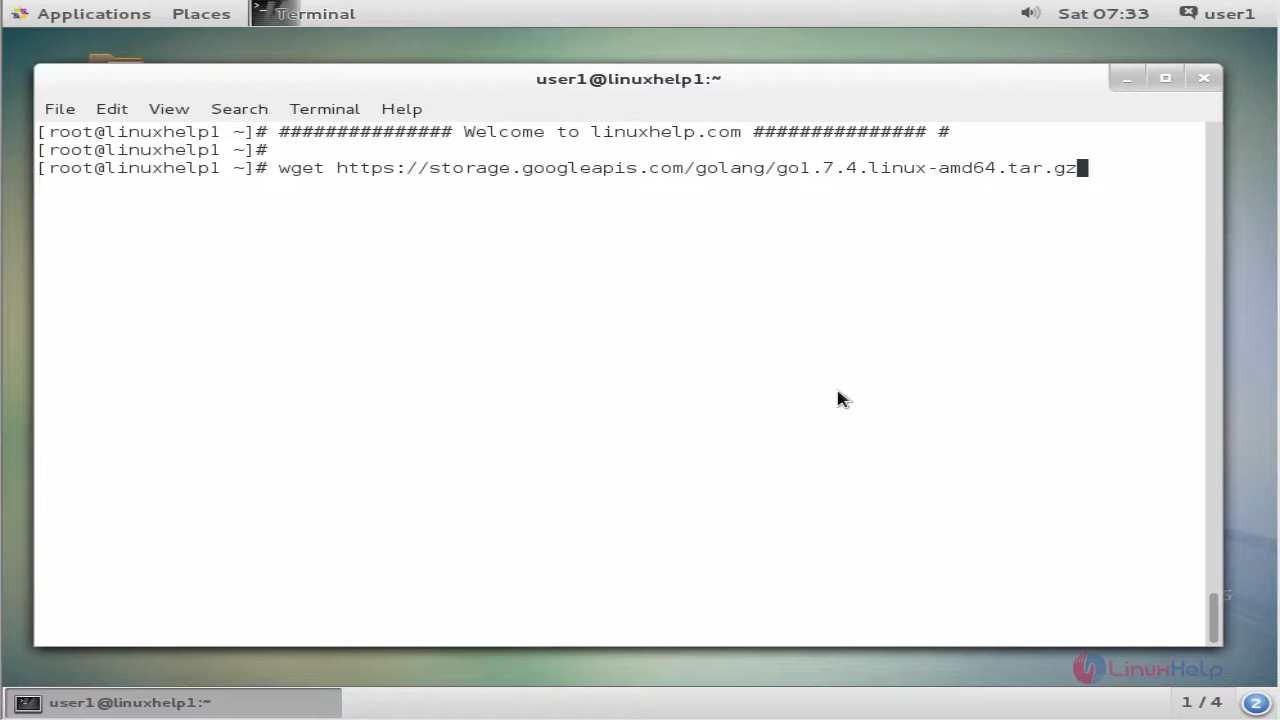 Applications Places Terminal Sat 07:33 user1
user1@linuxhelp1:~
File Edit View Search Terminal Help
[root@linuxhelp1 ~]# ############### Welcome to linuxhelp.com ############### #
[root@linuxhelp1 ~]#
[root@linuxhelp1 ~]# wget https://storage.googleapis.com/golang/go1.7.4.linux-amd64.tar.gz
S
LinuxHelp
user1@linuxhelp1:~ 1 / 4 2